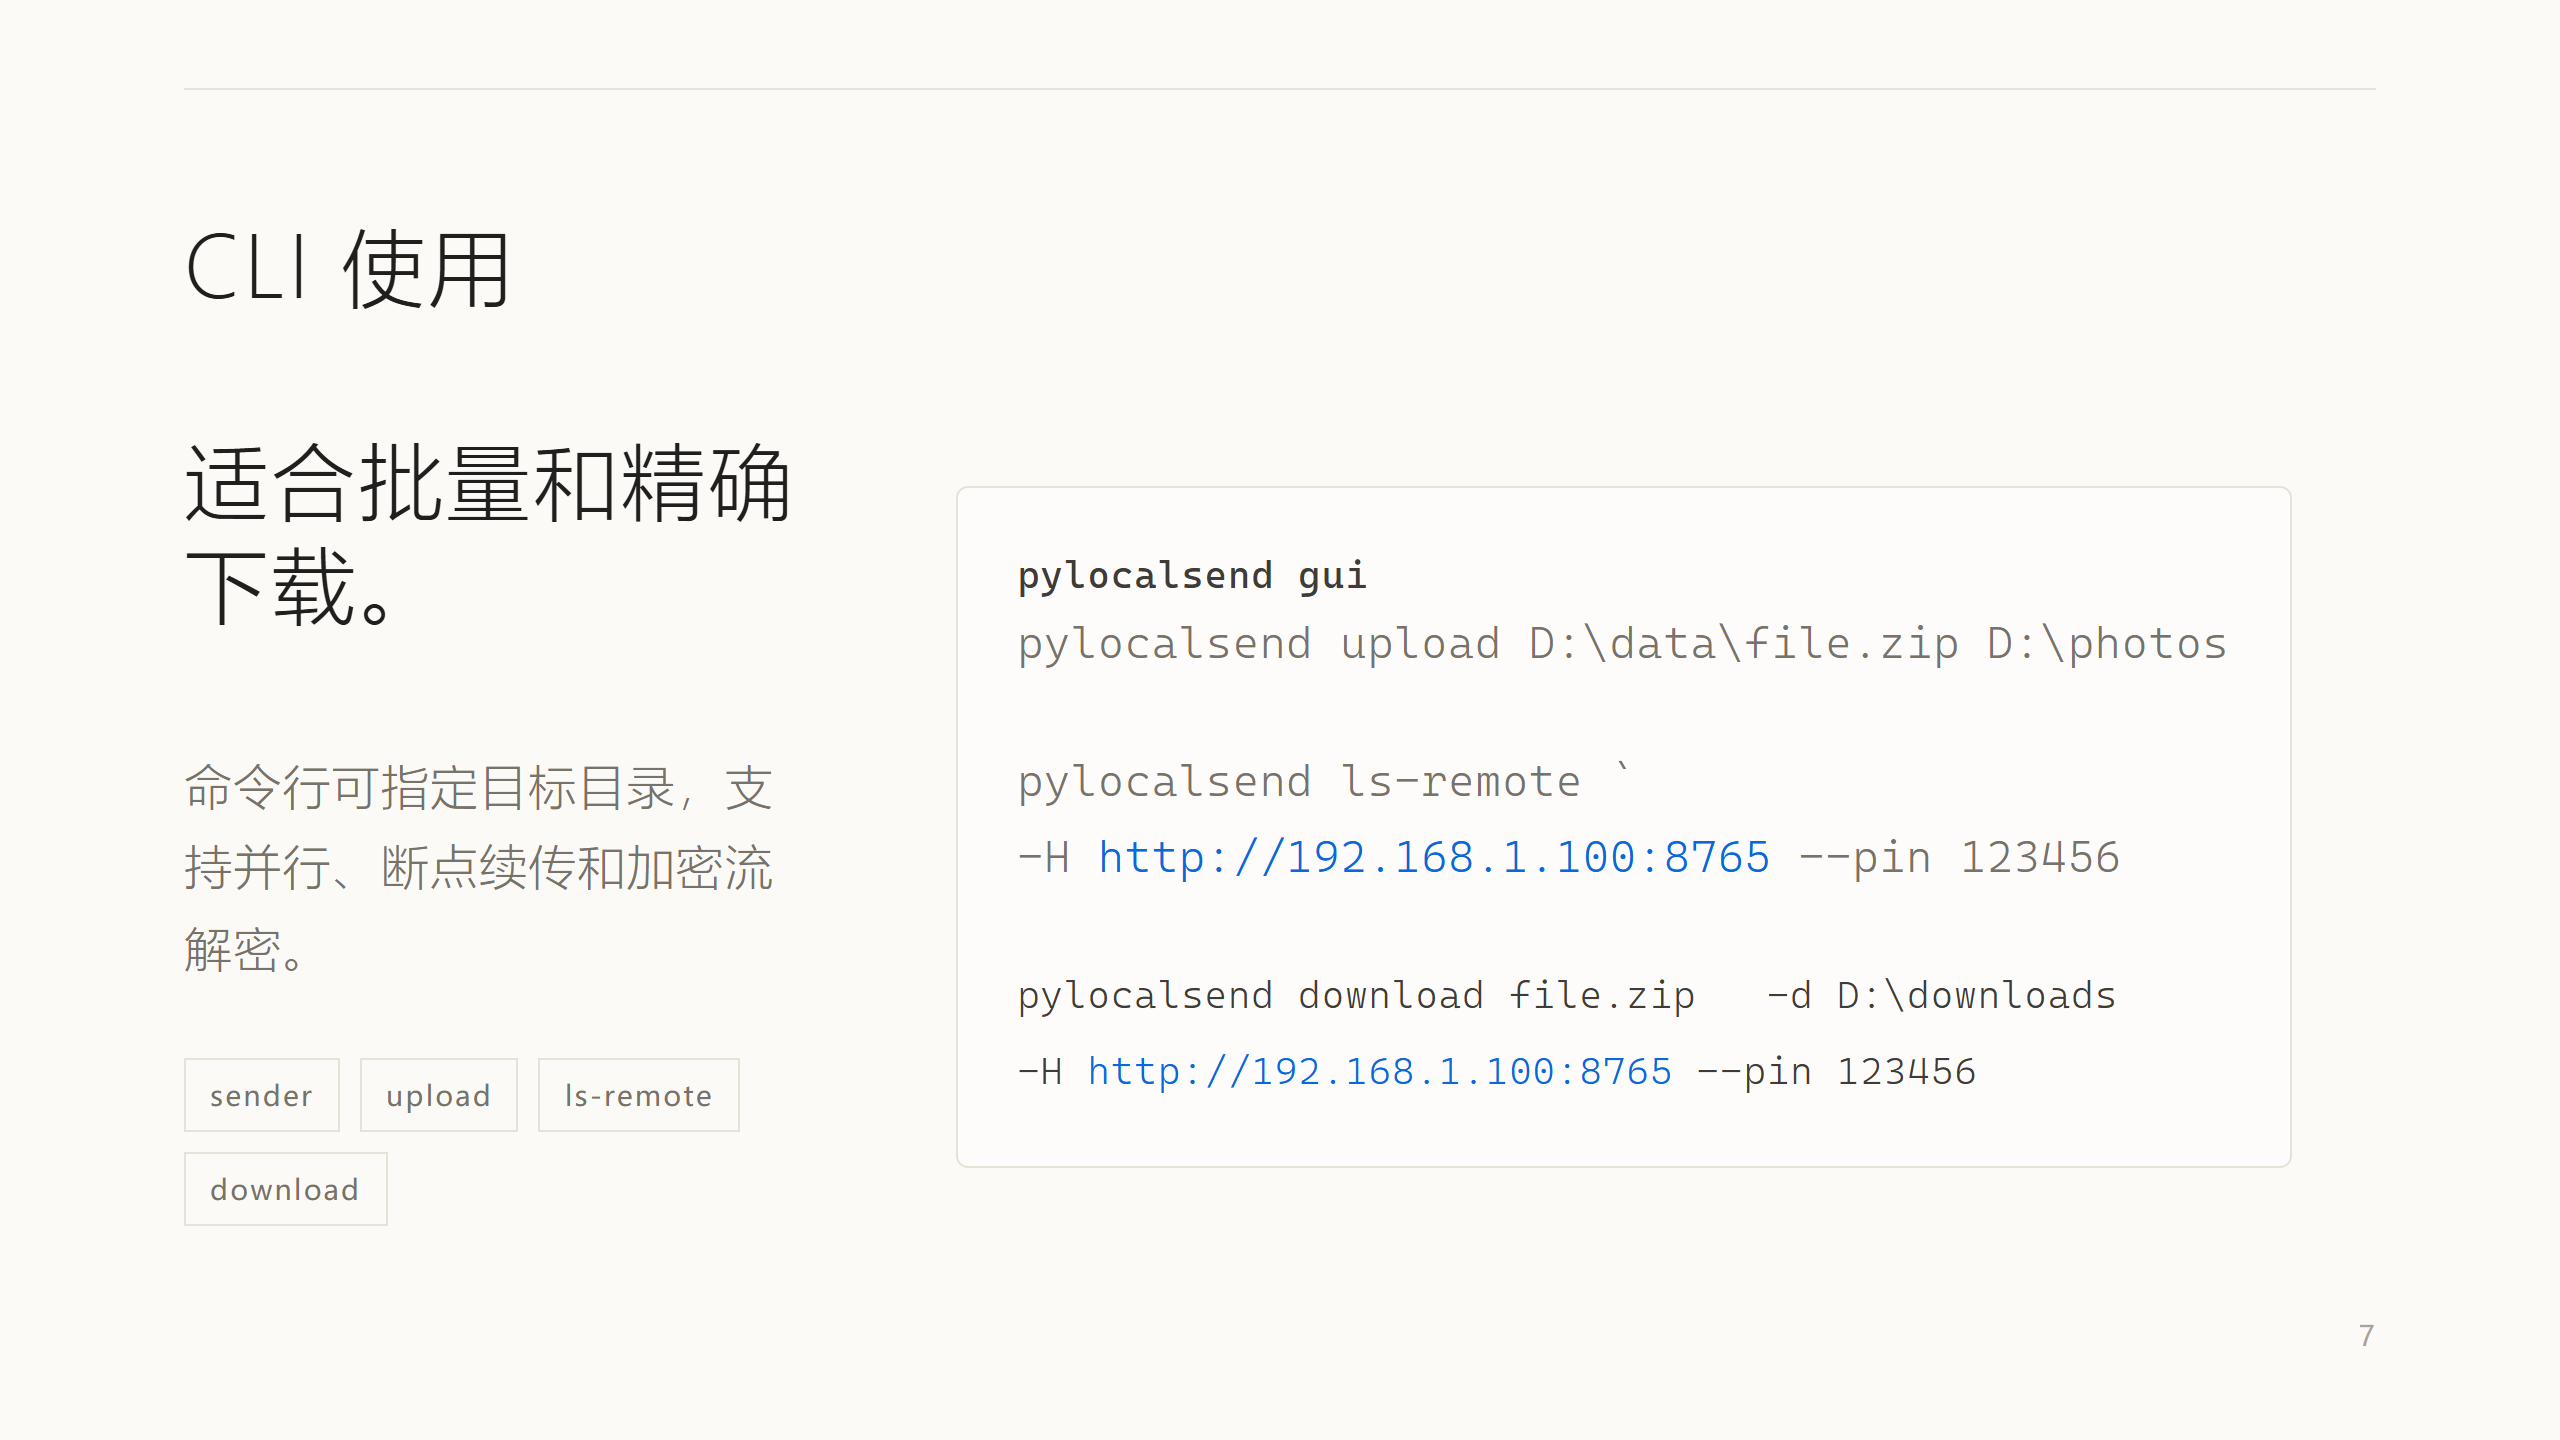 CLI 使用
适合批量和精确
下载。
命令行可指定目标目录，支
持并行、断点续传和加密流
解密。
sender
upload
ls-remote
download
pylocalsend gui
pylocalsend upload D:\data\file.zip D:\photos
pylocalsend ls-remote `
-H http://192.168.1.100:8765 --pin 123456
pylocalsend download file.zip   -d D:\downloads
-H http://192.168.1.100:8765 --pin 123456
7